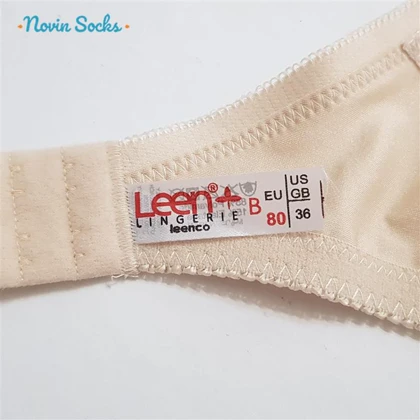 Novin Socks
Leen®+
LINGERIE
leenco
B
EU
80
US
GB
36